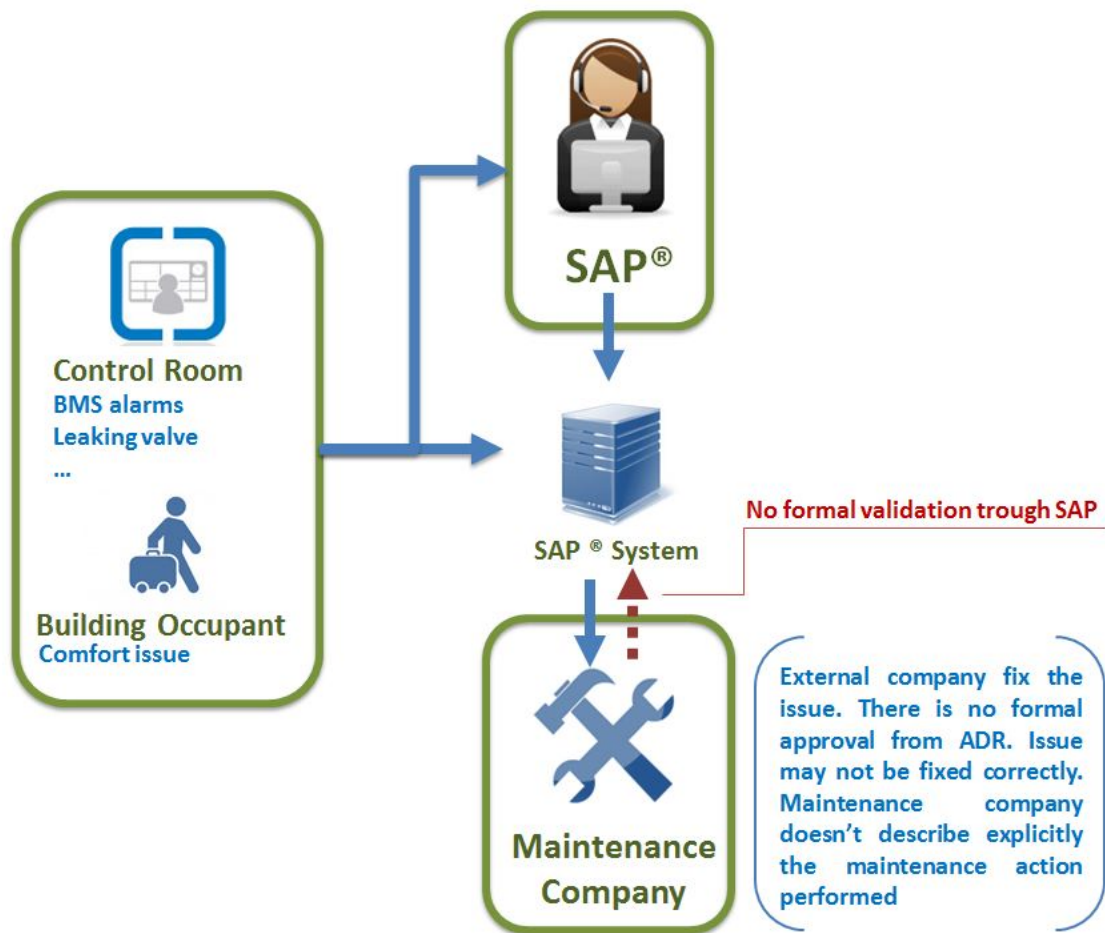 SAP®
Control Room
BMS alarms
Leaking valve
...
Building Occupant
Comfort issue
No formal validation trough SAP
SAP ® System
Maintenance
Company
External company fix the
issue. There is no formal
approval from ADR. Issue
may not be fixed correctly.
Maintenance company
doesn’t describe explicitly
the maintenance action
performed